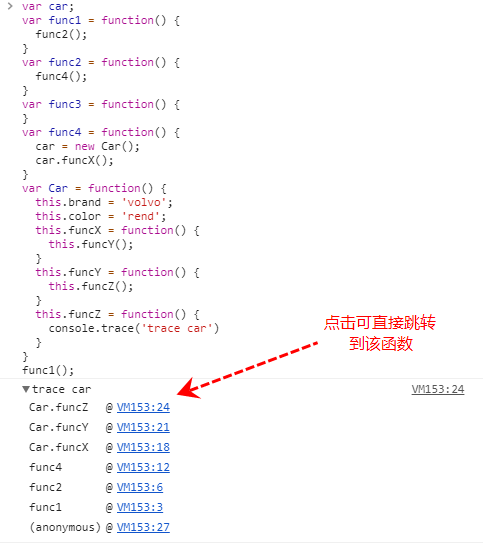 > var car;
var func1 = function() {
  func2();
}
var func2 = function() {
  func4();
}
var func3 = function() {
}
var func4 = function() {
  car = new Car();
  car.funcX();
}
var Car = function() {
  this.brand = 'volvo';
  this.color = 'rend';
  this.funcX = function() {
    this.funcY();
  }
  this.funcY = function() {
    this.funcZ();
  }
  this.funcZ = function() {
    console.trace('trace car')
  }
}
func1();
点击可直接跳转
到该函数
▼trace car VM153:24
Car.funcZ @ VM153:24
Car.funcY @ VM153:21
Car.funcX @ VM153:18
func4 @ VM153:12
func2 @ VM153:6
func1 @ VM153:3
(anonymous) @ VM153:27